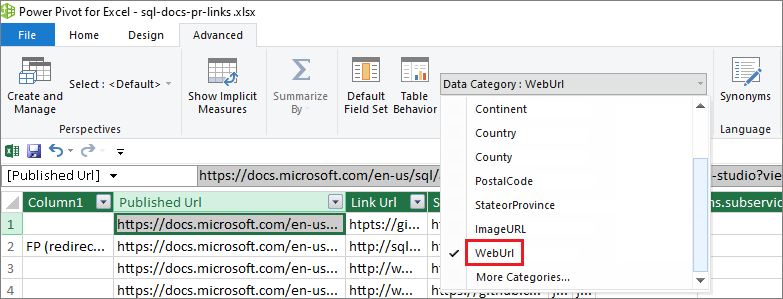 Power Pivot for Excel - sql-docs-pr-links.xlsx
File Home Design Advanced
Select : <Default>
Create and Manage
Perspectives
Show Implicit Measures
Summarize By
Default Field Set
Table Behavior
Data Category : WebUrl
Continent
Country
County
PostalCode
StateorProvince
ImageURL
WebUrl
More Categories...
Synonyms
Language
[Published Url] https://docs.microsoft.com/en-us/sql/ -studio?vie
Column1 Published Url Link Url S ms.subservic
1 https://docs.microsoft.com/en-us... htpts://gi...
2 FP (redirec... https://docs.microsoft.com/en-us... http://sql...
3 https://docs.microsoft.com/en-us... http://w...
4 https://docs.microsoft.com/en-us... http://w...